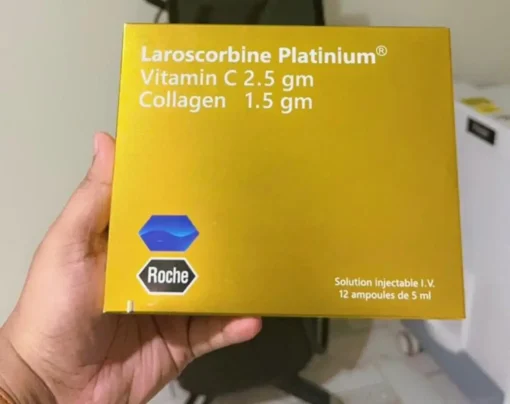 Laroscorbine Platinium®
Vitamin C 2.5 gm
Collagen 1.5 gm
Roche
Solution injectable I.V.
12 ampoules de 5 ml